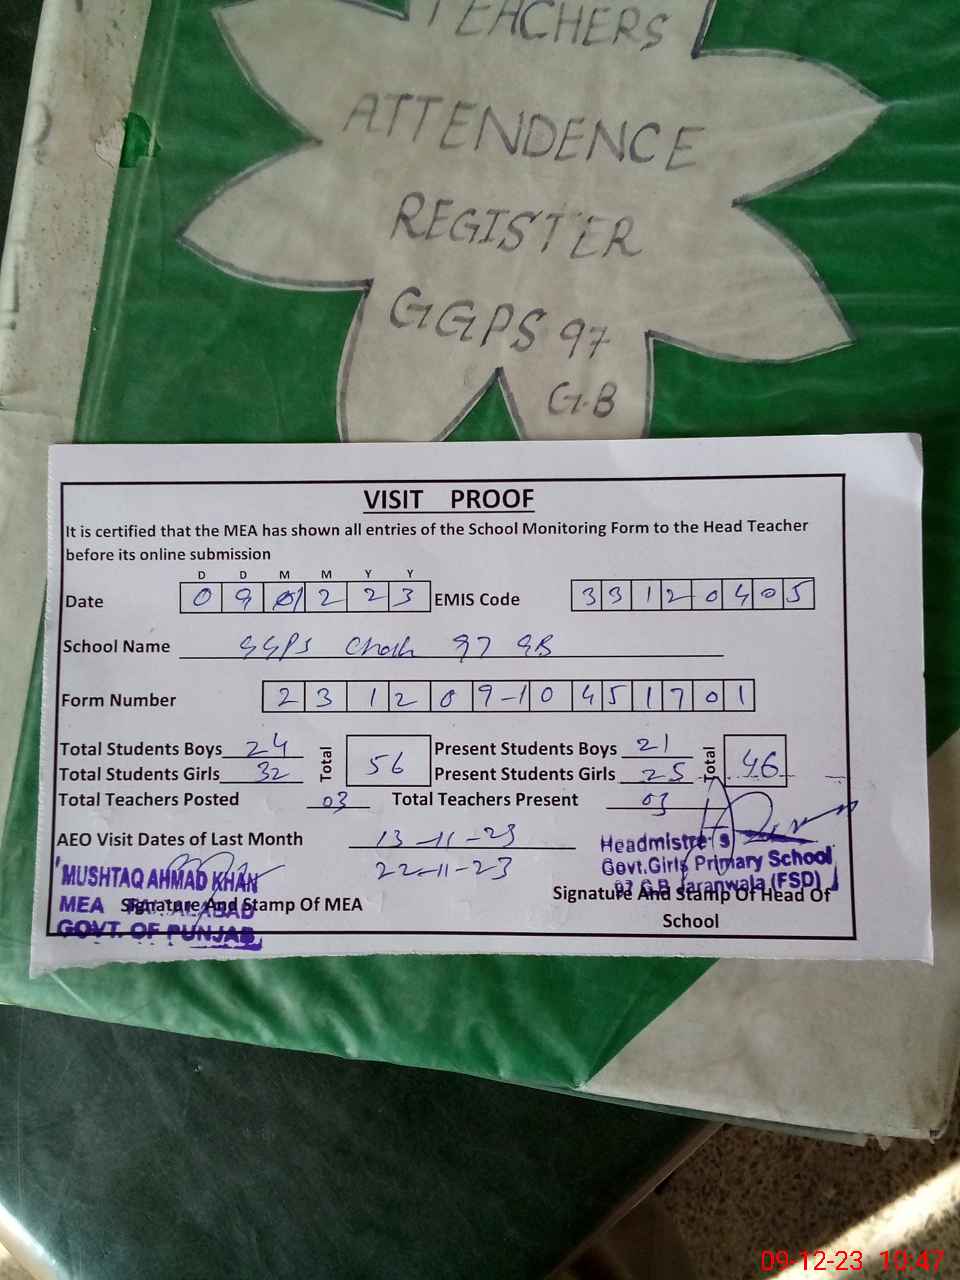 TEACHERS
ATTENDENCE
REGISTER
GGPS 97
G.B
VISIT PROOF
It is certified that the MEA has shown all entries of the School Monitoring Form to the Head Teacher
before its online submission
D D M M Y Y
Date 0 9 1 2 2 3 EMIS Code 3 3 1 2 0 4 0 5
School Name GGPS Chak 97 GB
Form Number 2 3 1 2 0 9-1 0 4 5 1 7 0 1
Total Students Boys 24 Total 56 Present Students Boys 21 Total 46
Total Students Girls 32 Present Students Girls 25
Total Teachers Posted 03 Total Teachers Present 03
AEO Visit Dates of Last Month 13-11-23
22-11-23
Headmistress
Govt.Girls Primary School
97 G.B Jaranwala (FSD)
Signature And Stamp Of Head Of
School
MUSHTAQ AHMAD KHAN
MEA FAISALABAD
GOVT. OF PUNJAB
Signature And Stamp Of MEA
09-12-23 10:47